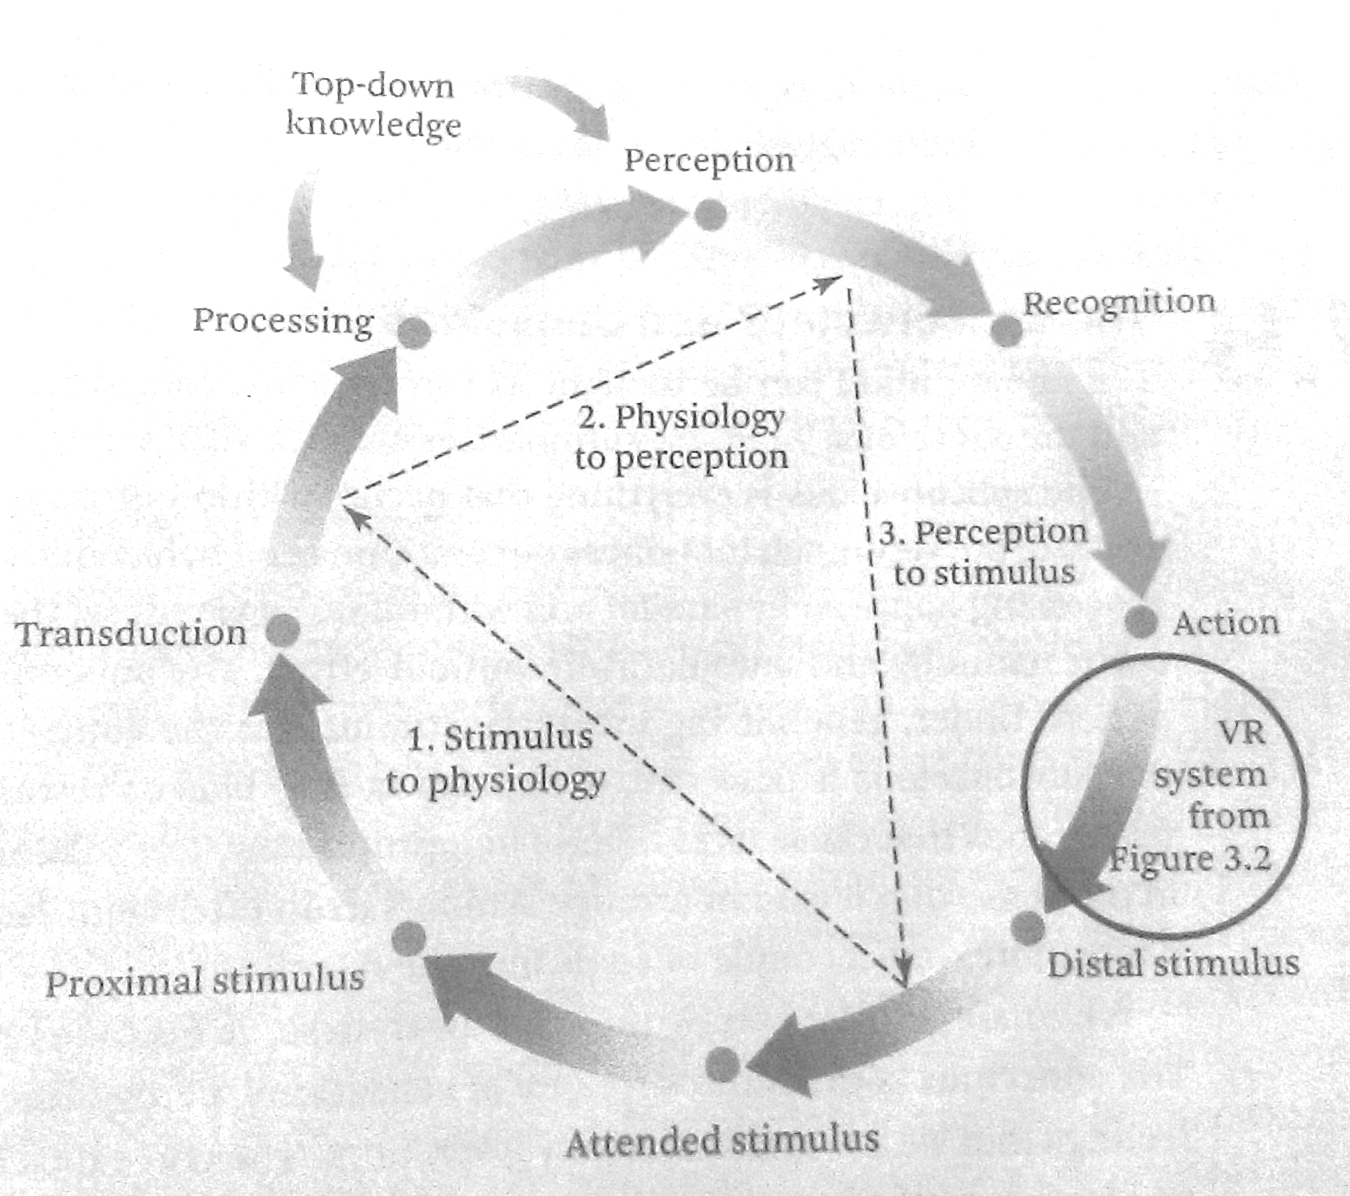 Top-down
knowledge
Perception
Processing
Recognition
2. Physiology
to perception
3. Perception
to stimulus
Transduction
Action
1. Stimulus
to physiology
VR
system
from
Figure 3.2
Proximal stimulus
Distal stimulus
Attended stimulus